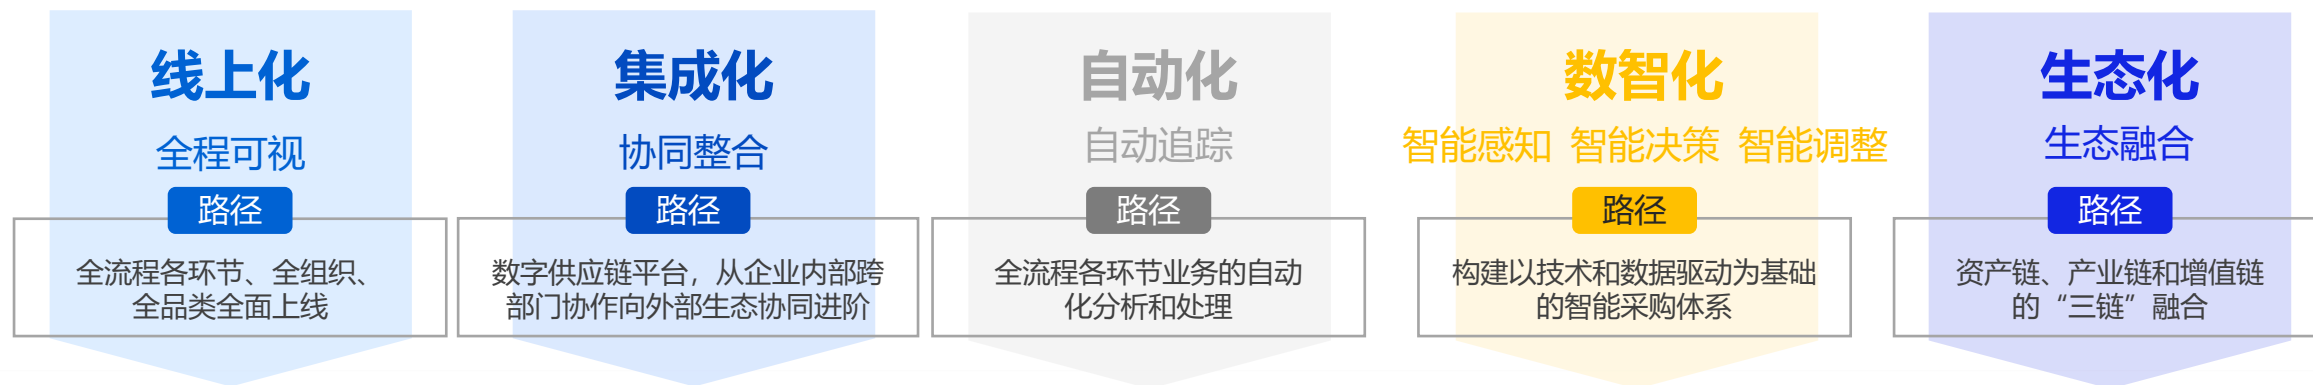 线上化
全程可视
路径
全流程各环节、全组织、
全品类全面上线
集成化
协同整合
路径
数字供应链平台，从企业内部跨
部门协作向外部生态协同进阶
自动化
自动追踪
路径
全流程各环节业务的自动
化分析和处理
数智化
智能感知 智能决策 智能调整
路径
构建以技术和数据驱动为基础
的智能采购体系
生态化
生态融合
路径
资产链、产业链和增值链
的“三链”融合